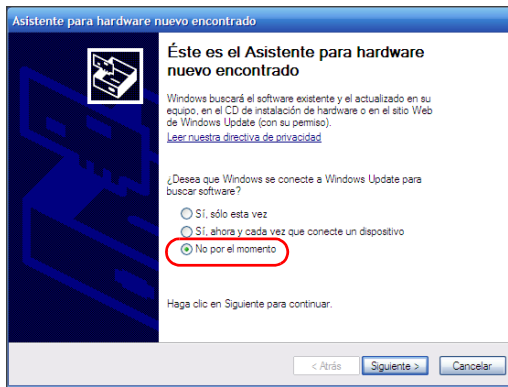 Asistente para hardware nuevo encontrado
Éste es el Asistente para hardware
nuevo encontrado
Windows buscará el software existente y el actualizado en su
equipo, en el CD de instalación de hardware o en el sitio Web
de Windows Update (con su permiso).
Leer nuestra directiva de privacidad
¿Desea que Windows se conecte a Windows Update para
buscar software?
Sí, sólo esta vez
Sí, ahora y cada vez que conecte un dispositivo
No por el momento
Haga clic en Siguiente para continuar.
< Atrás
Siguiente >
Cancelar